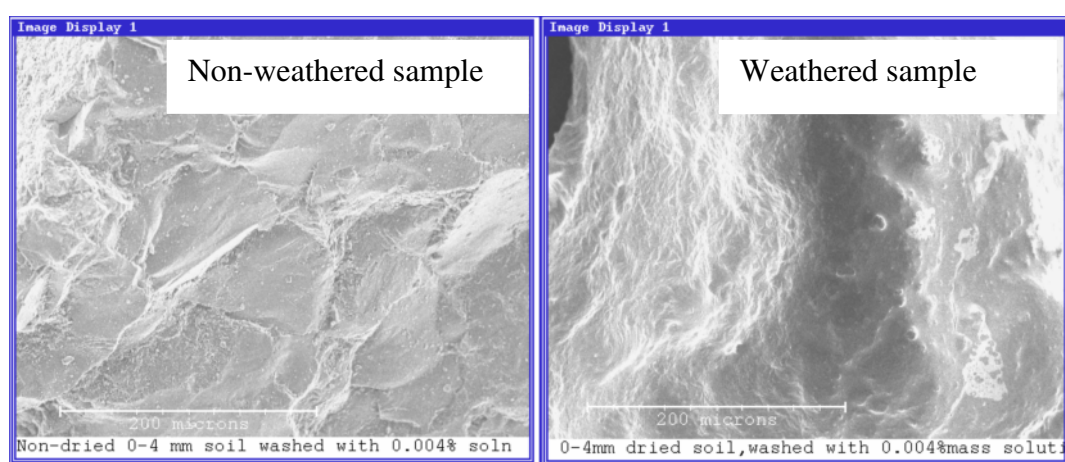 Image Display 1
Non-weathered sample
200 microns
Non-dried 0-4 mm soil washed with 0.004% soln
Image Display 1
Weathered sample
200 microns
0-4mm dried soil,washed with 0.004%mass soluti